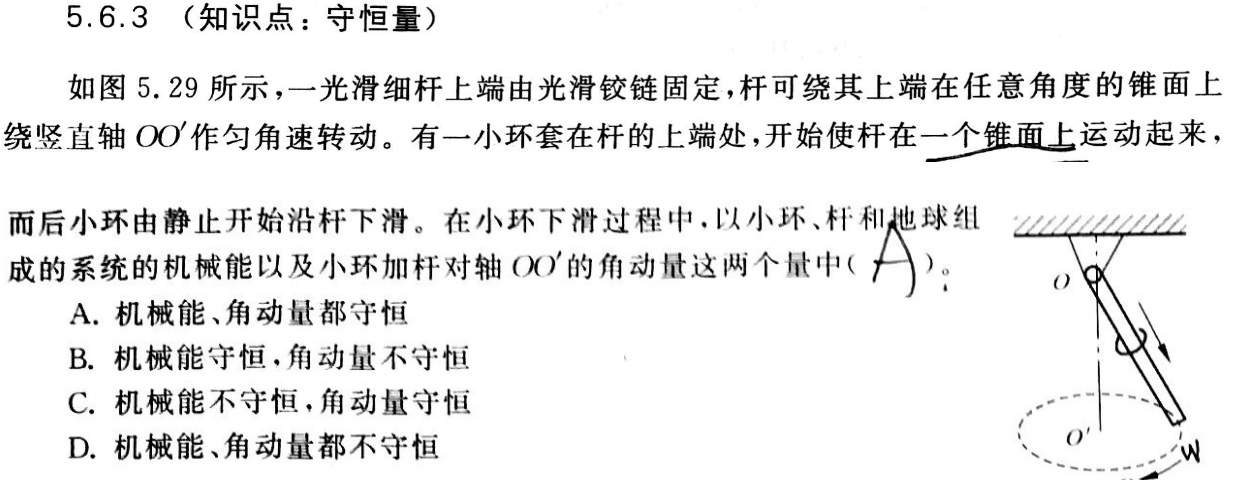 5.6.3 （知识点：守恒量）
如图 5.29 所示，一光滑细杆上端由光滑铰链固定，杆可绕其上端在任意角度的锥面上
绕竖直轴 OO′作匀角速转动。有一小环套在杆的上端处，开始使杆在一个锥面上运动起来，
而后小环由静止开始沿杆下滑。在小环下滑过程中，以小环、杆和地球组
成的系统的机械能以及小环加杆对轴 OO′的角动量这两个量中( A )。
A. 机械能、角动量都守恒
B. 机械能守恒，角动量不守恒
C. 机械能不守恒，角动量守恒
D. 机械能、角动量都不守恒
O
O′
W